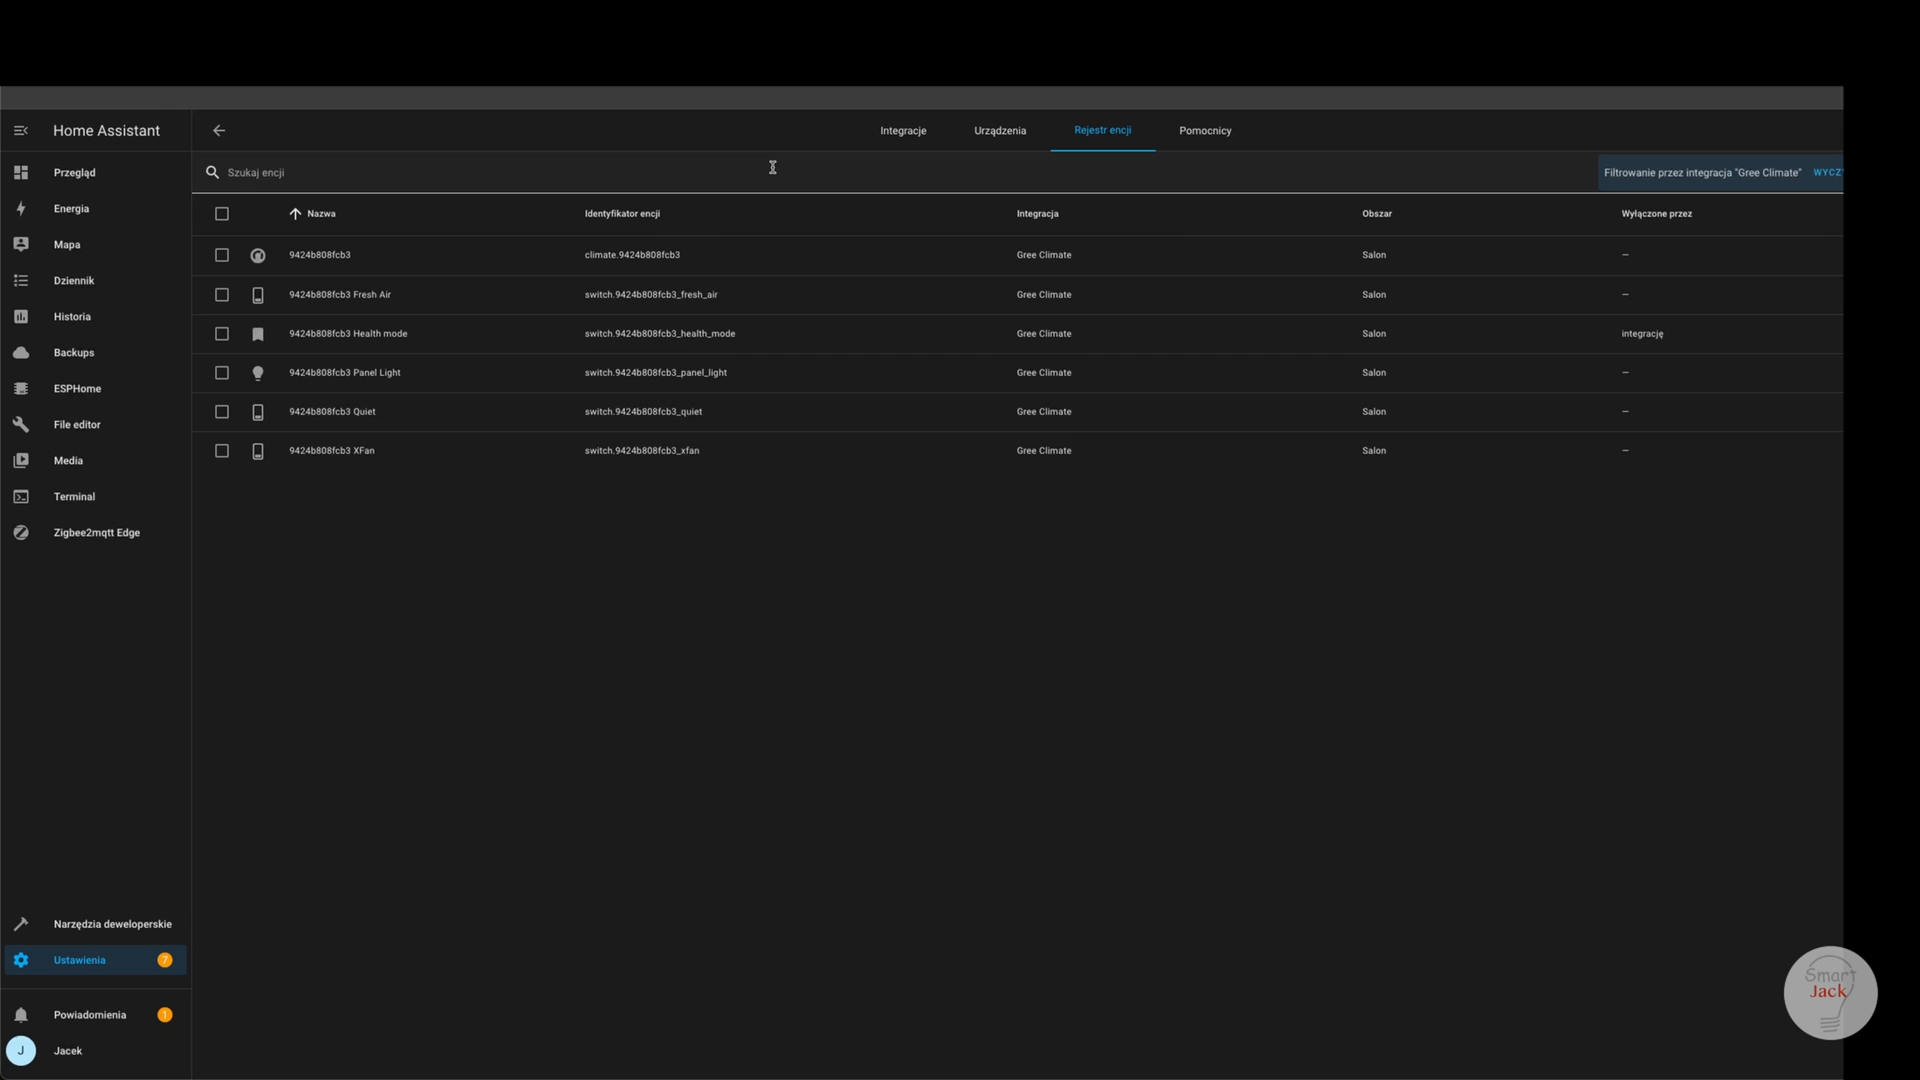 Home Assistant
Integracje Urządzenia Rejestr encji Pomocnicy
Przegląd
Energia
Mapa
Dziennik
Historia
Backups
ESPHome
File editor
Media
Terminal
Zigbee2mqtt Edge
Narzędzia deweloperskie
Ustawienia 7
Powiadomienia 1
J Jacek
Szukaj encji
Filtrowanie przez integracja "Gree Climate"
Nazwa Identyfikator encji Integracja Obszar Wyłączone przez
9424b808fcb3 climate.9424b808fcb3 Gree Climate Salon –
9424b808fcb3 Fresh Air switch.9424b808fcb3_fresh_air Gree Climate Salon –
9424b808fcb3 Health mode switch.9424b808fcb3_health_mode Gree Climate Salon integrację
9424b808fcb3 Panel Light switch.9424b808fcb3_panel_light Gree Climate Salon –
9424b808fcb3 Quiet switch.9424b808fcb3_quiet Gree Climate Salon –
9424b808fcb3 XFan switch.9424b808fcb3_xfan Gree Climate Salon –
Smart
Jack